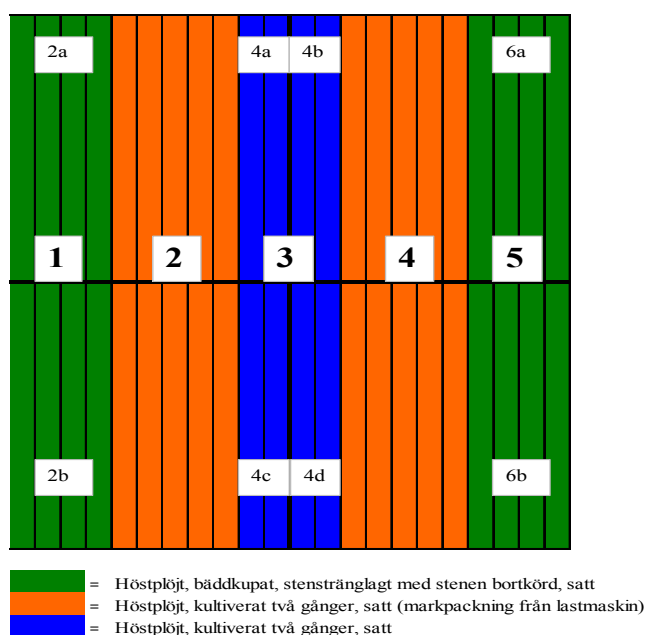 2a 4a 4b 6a
1 2 3 4 5
2b 4c 4d 6b
= Höstplöjt, bäddkupat, stenstränglagt med stenen bortkörd, satt
= Höstplöjt, kultiverat två gånger, satt (markpackning från lastmaskin)
= Höstplöjt, kultiverat två gånger, satt